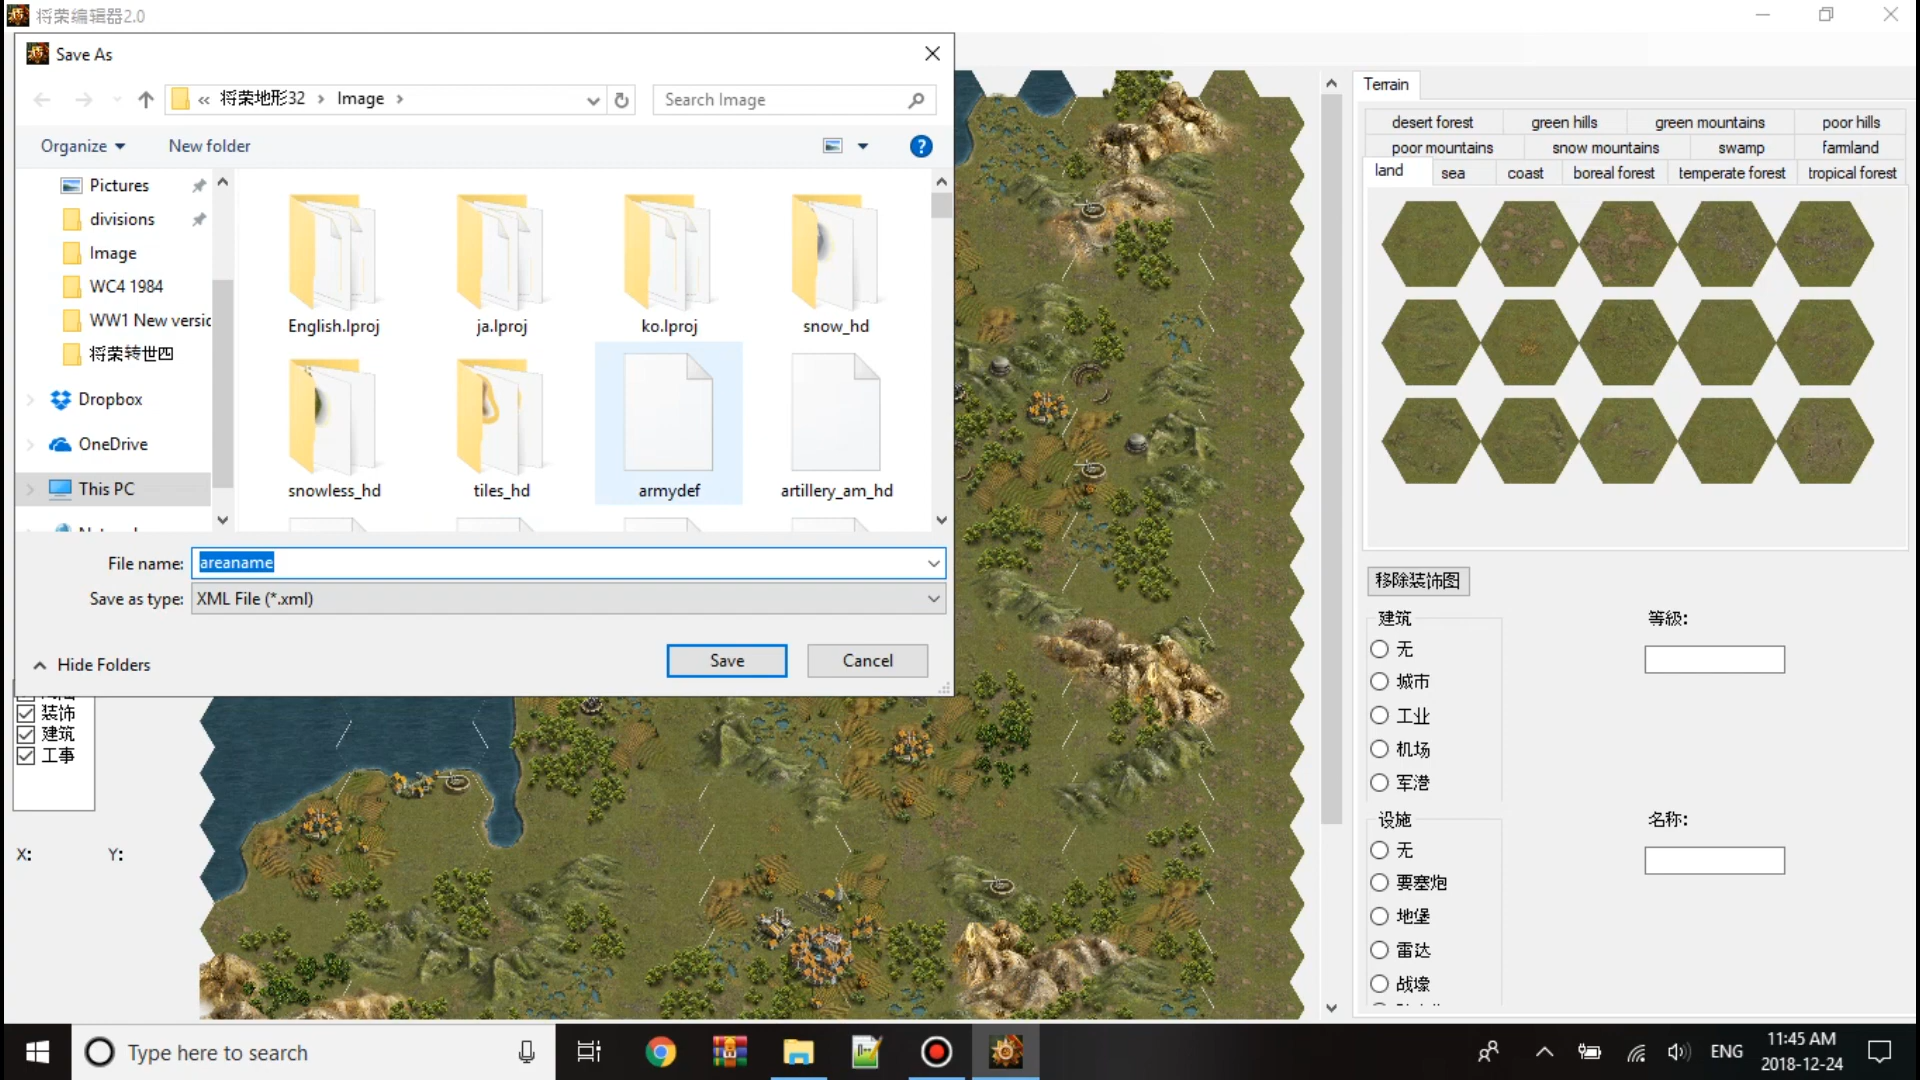 将荣编辑器2.0
Save As
« 将荣地形32 › Image ›
Search Image
Organize
New folder
Pictures
divisions
Image
WC4 1984
WW1 New versic
将荣转世四
Dropbox
OneDrive
This PC
English.lproj
ja.lproj
ko.lproj
snow_hd
snowless_hd
tiles_hd
armydef
artillery_am_hd
File name: areaname
Save as type: XML File (*.xml)
Hide Folders
Save
Cancel
装饰
建筑
工事
X: Y:
Terrain
desert forest green hills green mountains poor hills
poor mountains snow mountains swamp farmland
land sea coast boreal forest temperate forest tropical forest
移除装饰图
建筑
无
城市
工业
机场
军港
等级:
设施
无
要塞炮
地堡
雷达
战壕
名称:
Type here to search
ENG
11:45 AM
2018-12-24